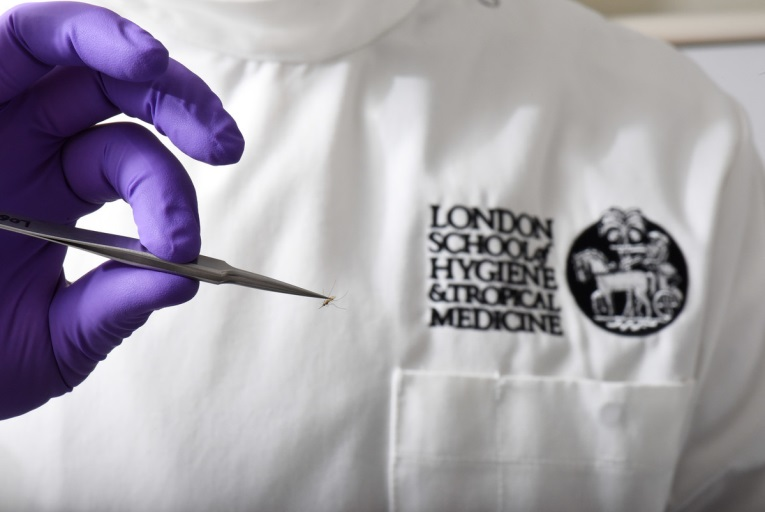 LONDON
SCHOOL of
HYGIENE
& TROPICAL
MEDICINE